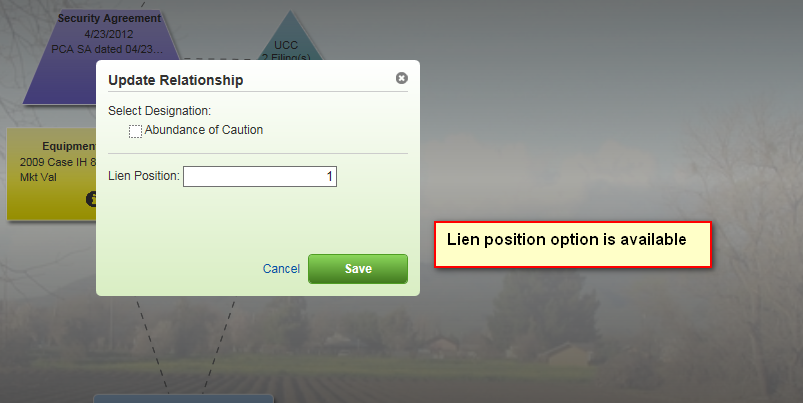 Security Agreement
4/23/2012
PCA SA dated 04/23...
UCC
2 Filing(s)
Update Relationship
Select Designation:
Abundance of Caution
Equipment
2009 Case IH 8
Mkt Val
Lien Position: 1
Lien position option is available
Cancel Save